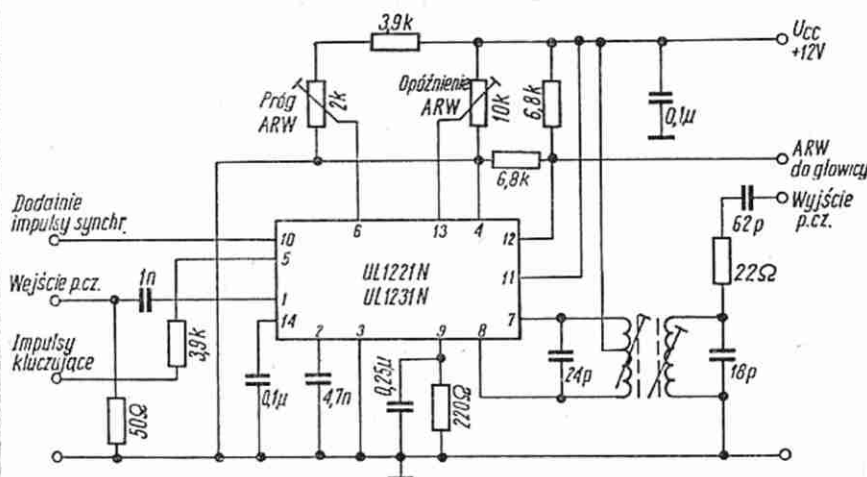 3,9k
UCC
+12V
Próg
ARW
2k
Opóźnienie
ARW
10k
6,8k
0,1µ
6,8k
ARW
do głowicy
Wyjście
p.cz.
62p
22Ω
Dodatnie
impulsy synchr.
10
6
13
4
12
5
UL1221N
UL1231N
11
Wejście p.cz.
1n
1
14
2
3
9
8
7
Impulsy
kluczujące
3,9k
50Ω
0,1µ
4,7n
0,25µ
220Ω
24p
18p